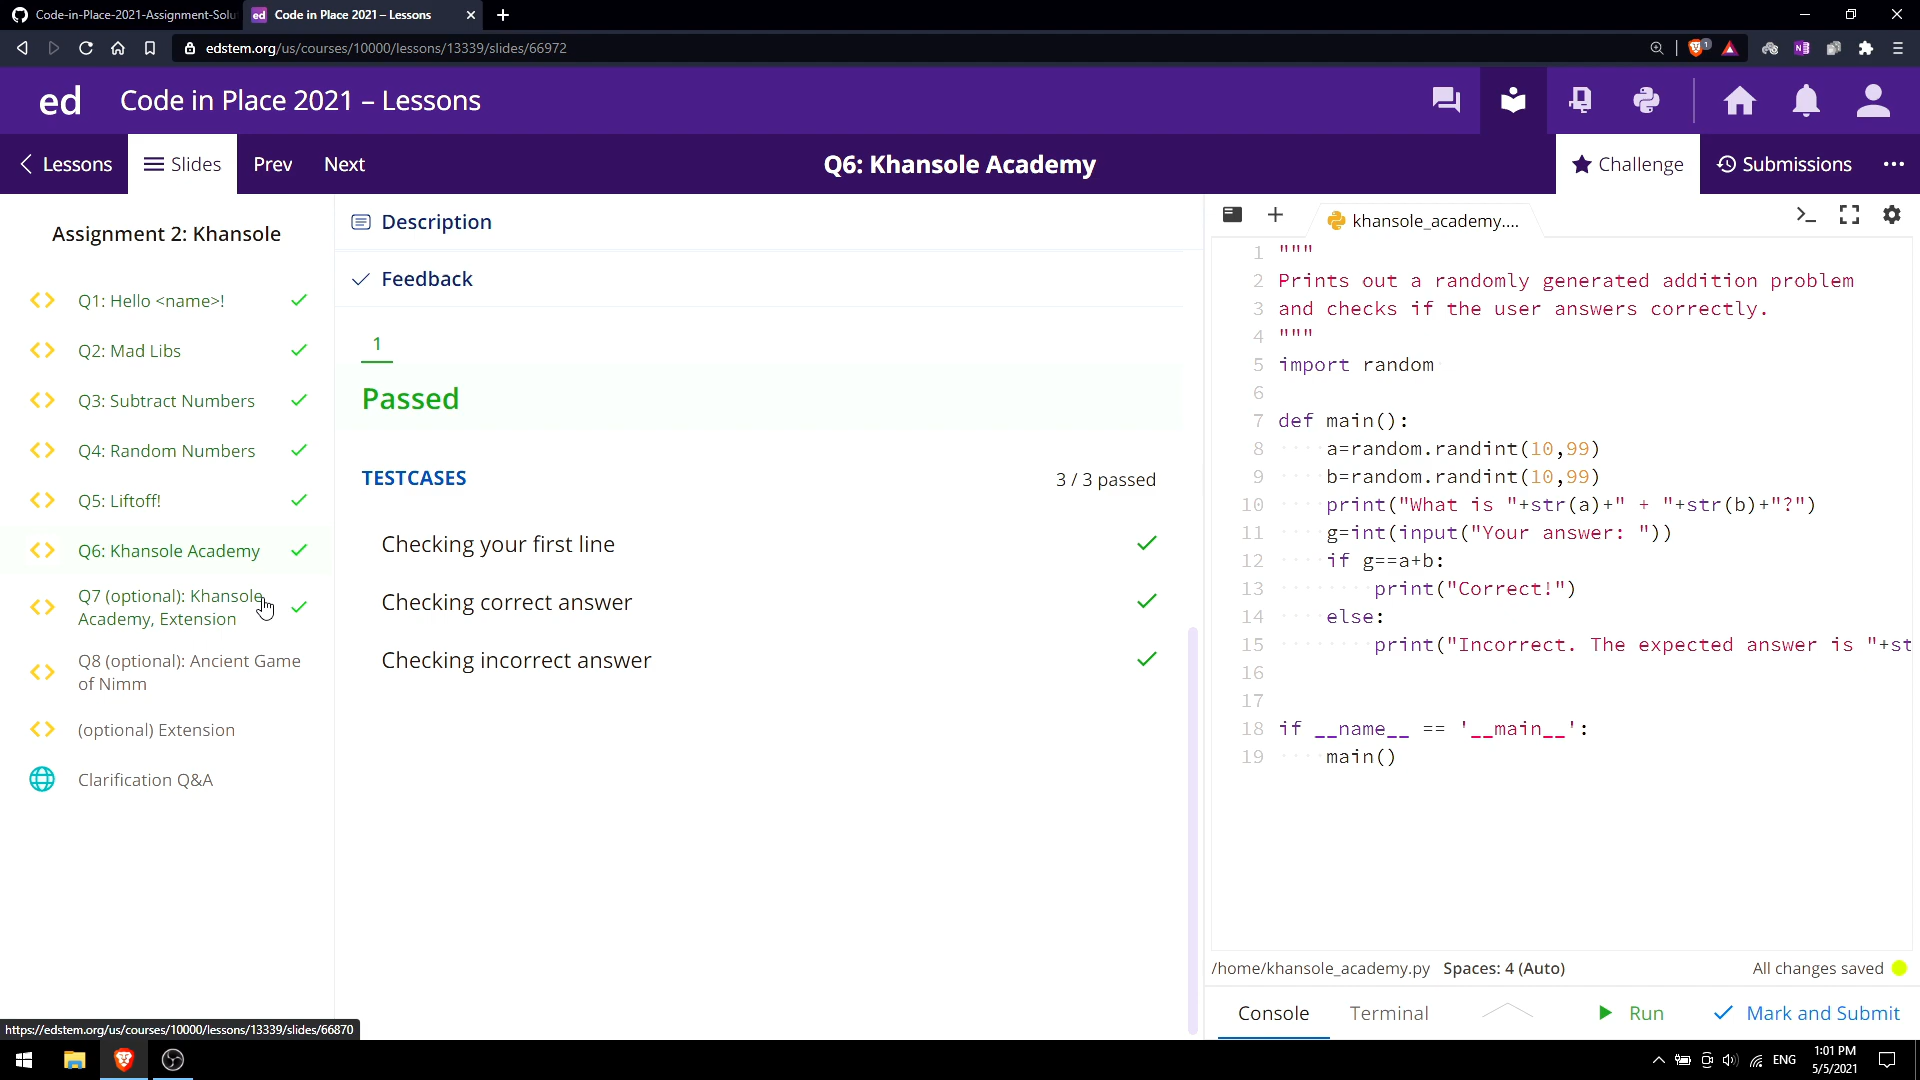 Code-in-Place-2021-Assignment-Solu
ed Code in Place 2021 – Lessons
edstem.org/us/courses/10000/lessons/13339/slides/66972
1
ed Code in Place 2021 – Lessons
Lessons Slides Prev Next
Q6: Khansole Academy
Challenge Submissions
Assignment 2: Khansole
Q1: Hello <name>!
Q2: Mad Libs
Q3: Subtract Numbers
Q4: Random Numbers
Q5: Liftoff!
Q6: Khansole Academy
Q7 (optional): Khansole
Academy, Extension
Q8 (optional): Ancient Game
of Nimm
(optional) Extension
Clarification Q&A
Description
Feedback
1
Passed
TESTCASES 3 / 3 passed
Checking your first line
Checking correct answer
Checking incorrect answer
khansole_academy....
1 """
2 Prints out a randomly generated addition problem
3 and checks if the user answers correctly.
4 """
5 import random
6
7 def main():
8     a=random.randint(10,99)
9     b=random.randint(10,99)
10     print("What is "+str(a)+" + "+str(b)+"?")
11     g=int(input("Your answer: "))
12     if g==a+b:
13         print("Correct!")
14     else:
15         print("Incorrect. The expected answer is "+st
16
17
18 if __name__ == '__main__':
19     main()
/home/khansole_academy.py Spaces: 4 (Auto) All changes saved
Console Terminal Run Mark and Submit
https://edstem.org/us/courses/10000/lessons/13339/slides/66870
ENG
1:01 PM
5/5/2021